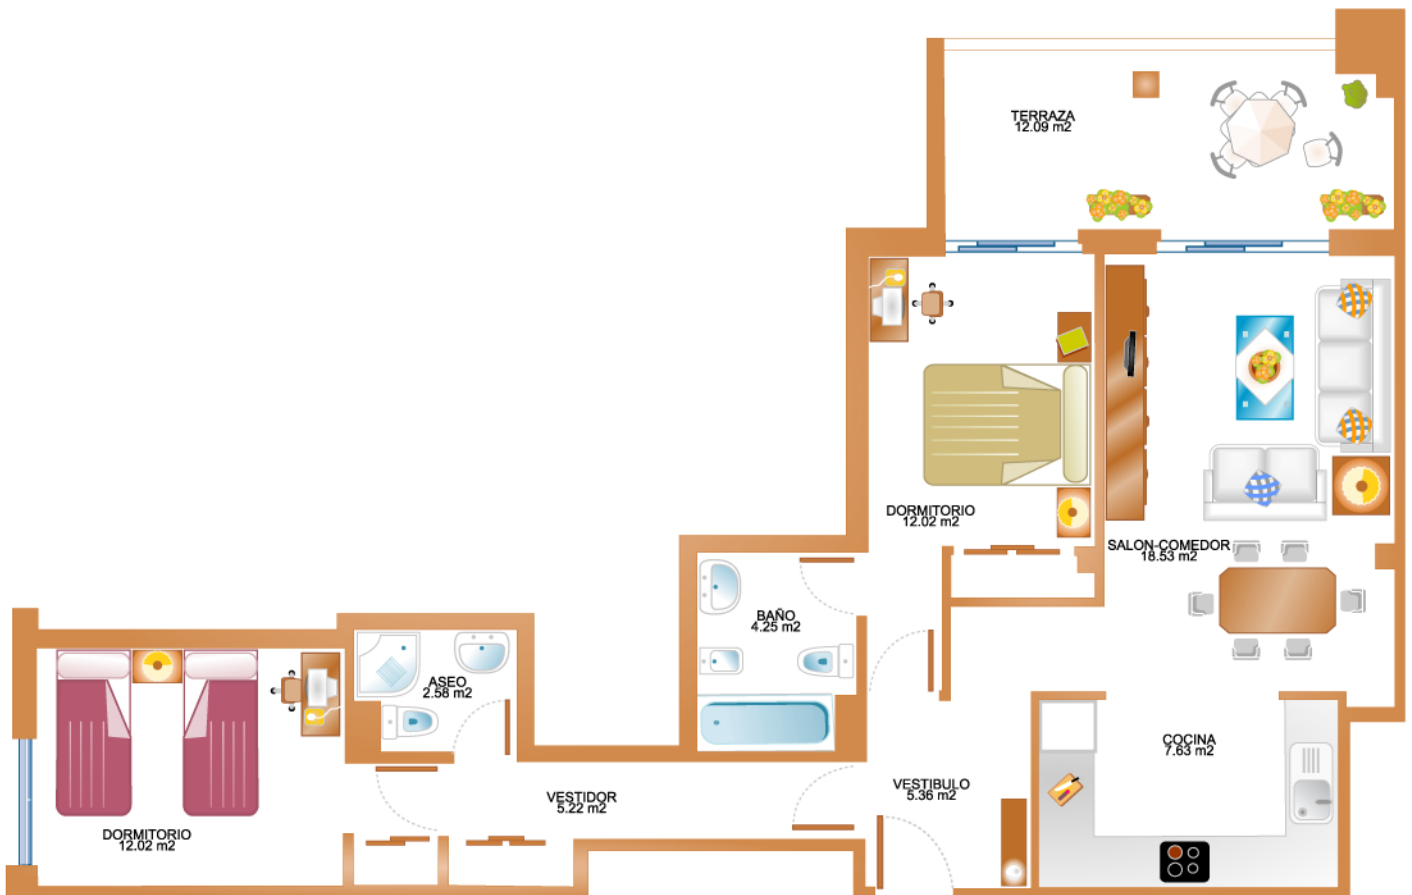 TERRAZA
12.09 m2
DORMITORIO
12.02 m2
SALON-COMEDOR
18.53 m2
BAÑO
4.25 m2
ASEO
2.58 m2
COCINA
7.63 m2
VESTIBULO
5.36 m2
VESTIDOR
5.22 m2
DORMITORIO
12.02 m2